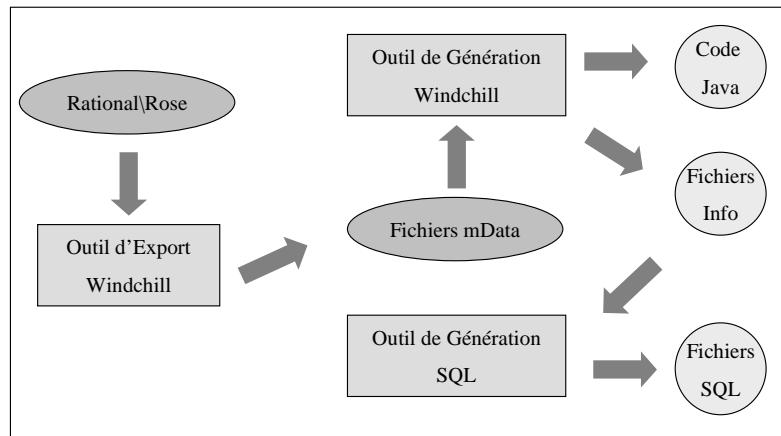 Rational\Rose
Outil d’Export
Windchill
Outil de Génération
Windchill
Fichiers mData
Outil de Génération
SQL
Code
Java
Fichiers
Info
Fichiers
SQL